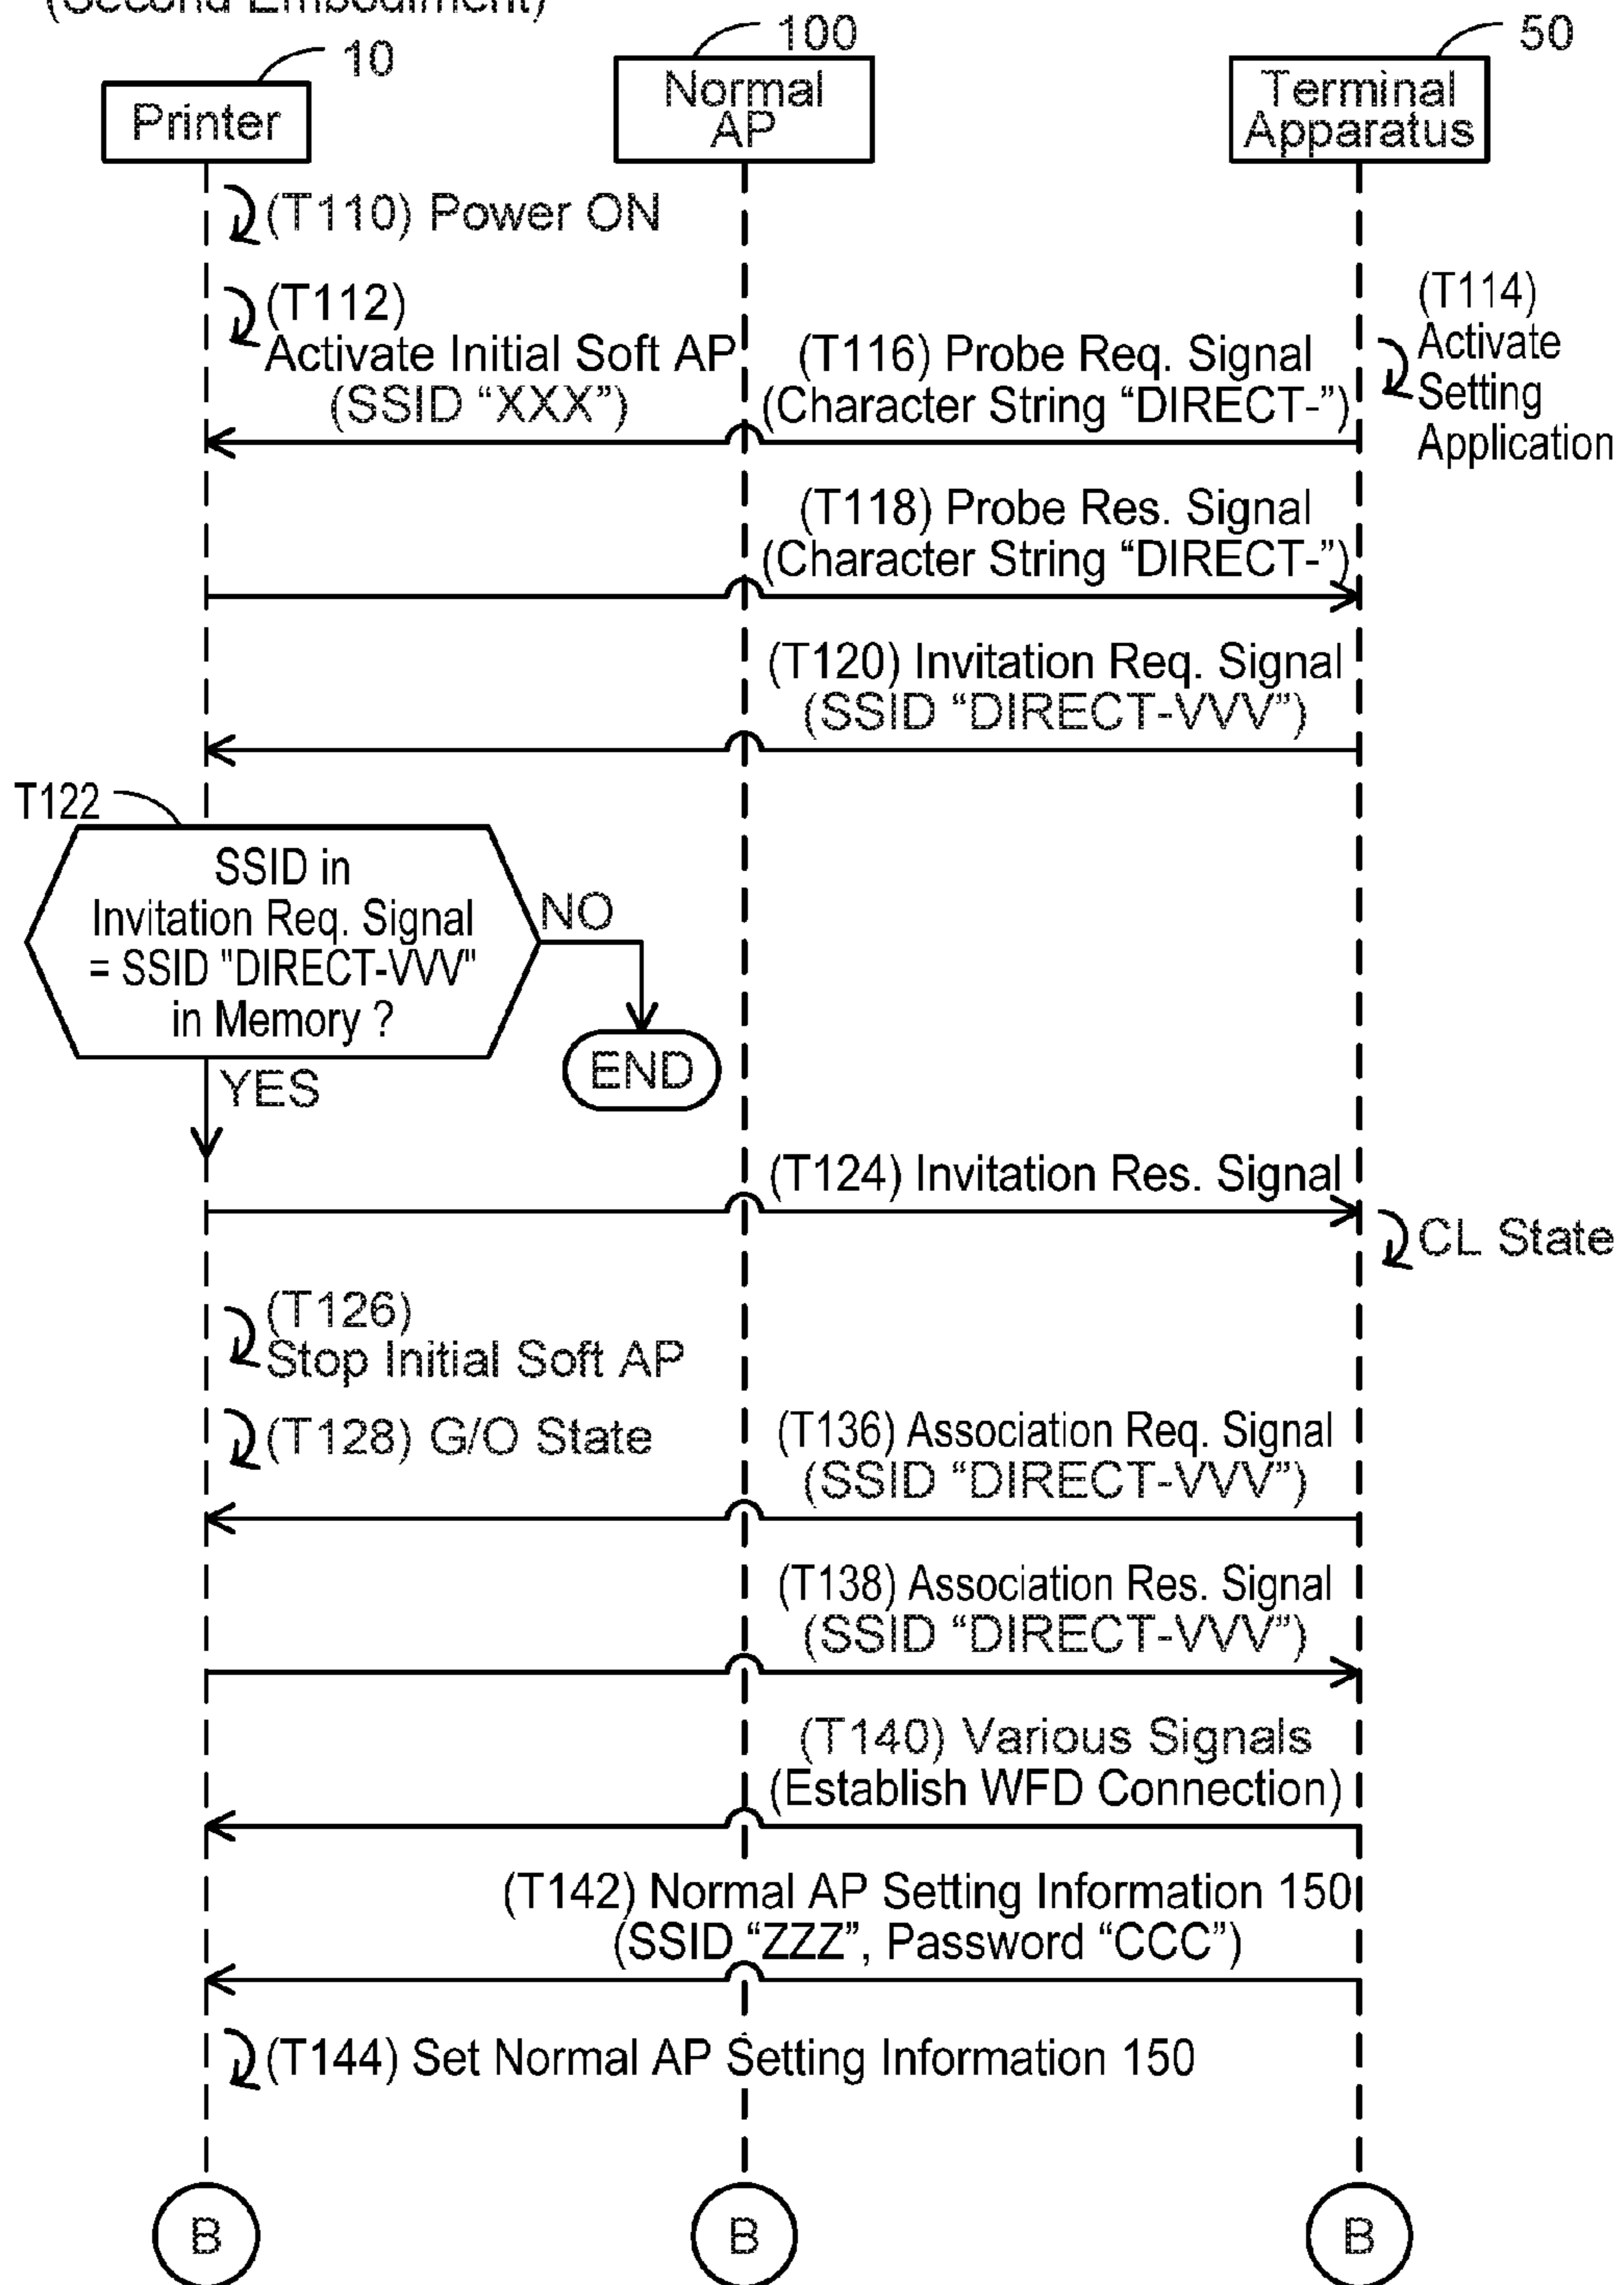 (Second Embodiment)
10
100
50
Printer
Normal
AP
Terminal
Apparatus
(T110) Power ON
(T112)
Activate Initial Soft AP
(SSID “XXX”)
(T114)
Activate
Setting
Application
(T116) Probe Req. Signal
(Character String “DIRECT-”)
(T118) Probe Res. Signal
(Character String “DIRECT-”)
(T120) Invitation Req. Signal
(SSID “DIRECT-VVV”)
T122
SSID in
Invitation Req. Signal
= SSID "DIRECT-VVV"
in Memory ?
NO
END
YES
(T124) Invitation Res. Signal
CL State
(T126)
Stop Initial Soft AP
(T128) G/O State
(T136) Association Req. Signal
(SSID “DIRECT-VVV”)
(T138) Association Res. Signal
(SSID “DIRECT-VVV”)
(T140) Various Signals
(Establish WFD Connection)
(T142) Normal AP Setting Information 150
(SSID “ZZZ”, Password “CCC”)
(T144) Set Normal AP Setting Information 150
B
B
B